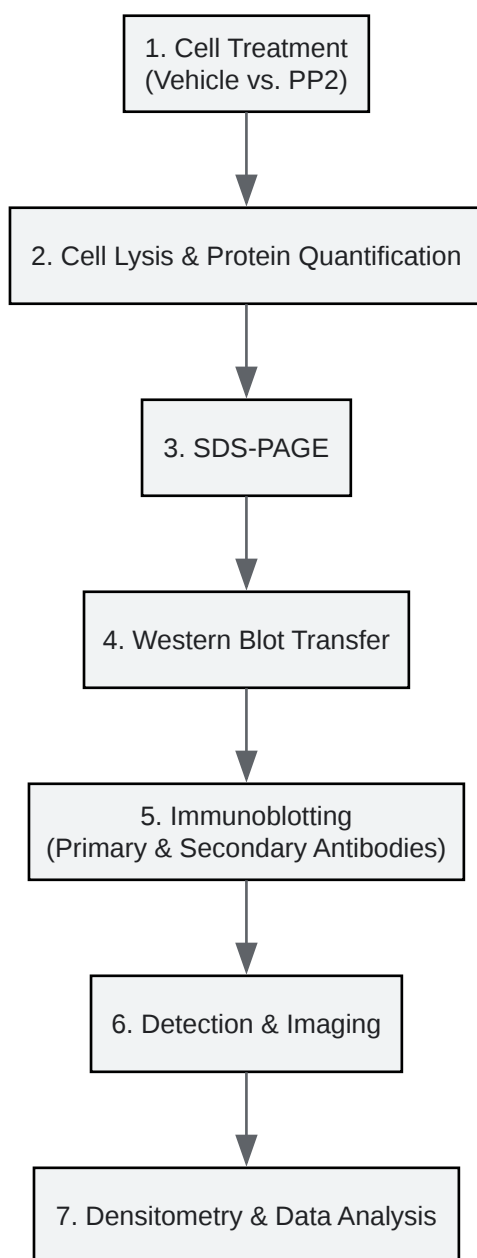 1. Cell Treatment
(Vehicle vs. PP2)
2. Cell Lysis & Protein Quantification
3. SDS-PAGE
4. Western Blot Transfer
5. Immunoblotting
(Primary & Secondary Antibodies)
6. Detection & Imaging
7. Densitometry & Data Analysis